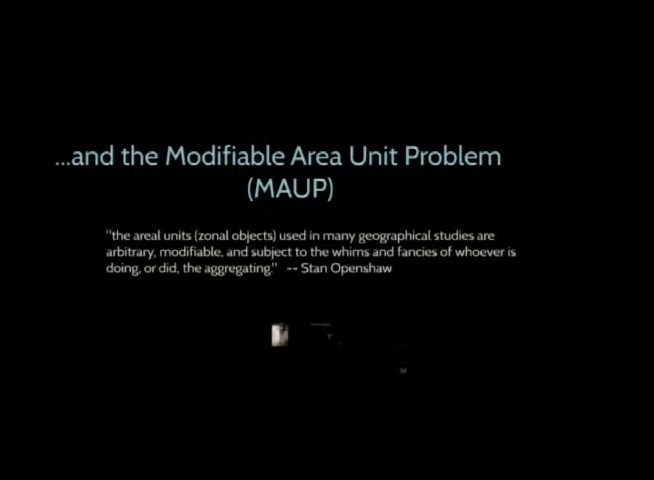 ...and the Modifiable Area Unit Problem
(MAUP)
"the areal units (zonal objects) used in many geographical studies are
arbitrary, modifiable, and subject to the whims and fancies of whoever is
doing, or did, the aggregating." -- Stan Openshaw